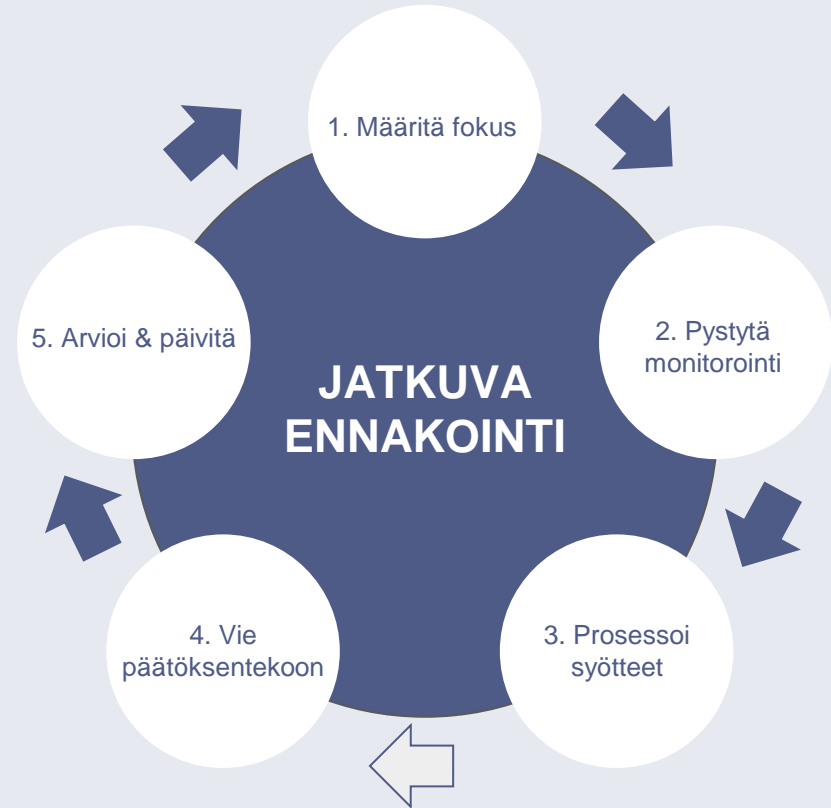 1. Määritä fokus
2. Pystytä
monitorointi
3. Prosessoi
syötteet
4. Vie
päätöksentekoon
5. Arvioi & päivitä
JATKUVA
ENNAKOINTI